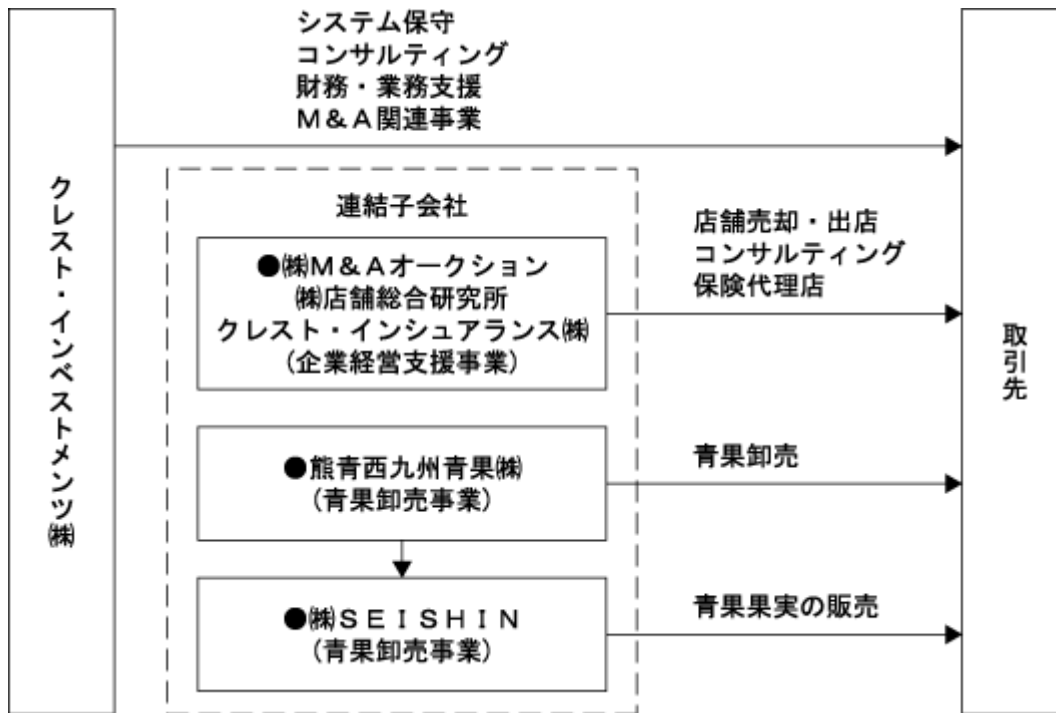 システム保守
コンサルティング
財務・業務支援
Ｍ＆Ａ関連事業
クレスト・インベストメンツ㈱
連結子会社
●㈱Ｍ＆Ａオークション
㈱店舗総合研究所
クレスト・インシュアランス㈱
（企業経営支援事業）
店舗売却・出店
コンサルティング
保険代理店
取引先
●熊青西九州青果㈱
（青果卸売事業）
青果卸売
●㈱ＳＥＩＳＨＩＮ
（青果卸売事業）
青果果実の販売